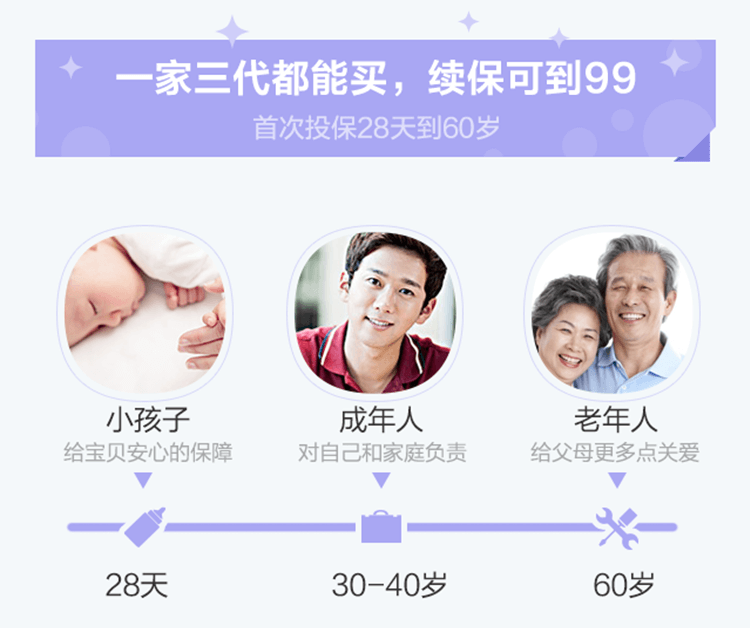 一家三代都能买，续保可到99
首次投保28天到60岁
小孩子
成年人
老年人
给宝贝安心的保障
对自己和家庭负责
给父母更多点关爱
28天
30-40岁
60岁